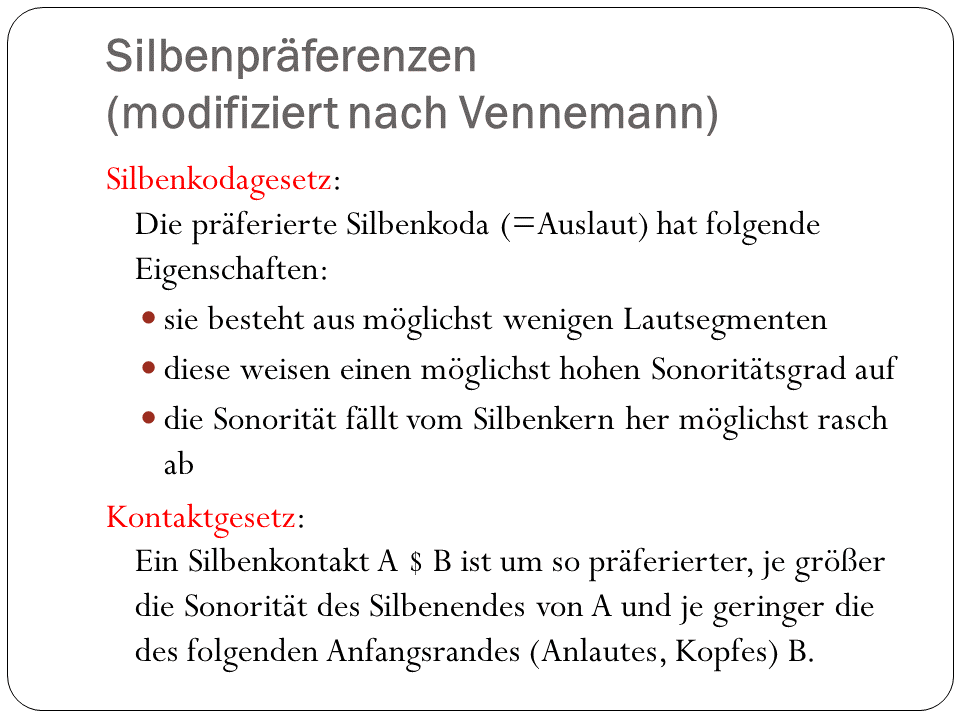 Silbenpräferenzen
(modifiziert nach Vennemann)
Silbenkodagesetz:
Die präferierte Silbenkoda (=Auslaut) hat folgende
Eigenschaften:
• sie besteht aus möglichst wenigen Lautsegmenten
• diese weisen einen möglichst hohen Sonoritätsgrad auf
• die Sonorität fällt vom Silbenkern her möglichst rasch
ab
Kontaktgesetz:
Ein Silbenkontakt A $ B ist um so präferierter, je größer
die Sonorität des Silbenendes von A und je geringer die
des folgenden Anfangsrandes (Anlautes, Kopfes) B.